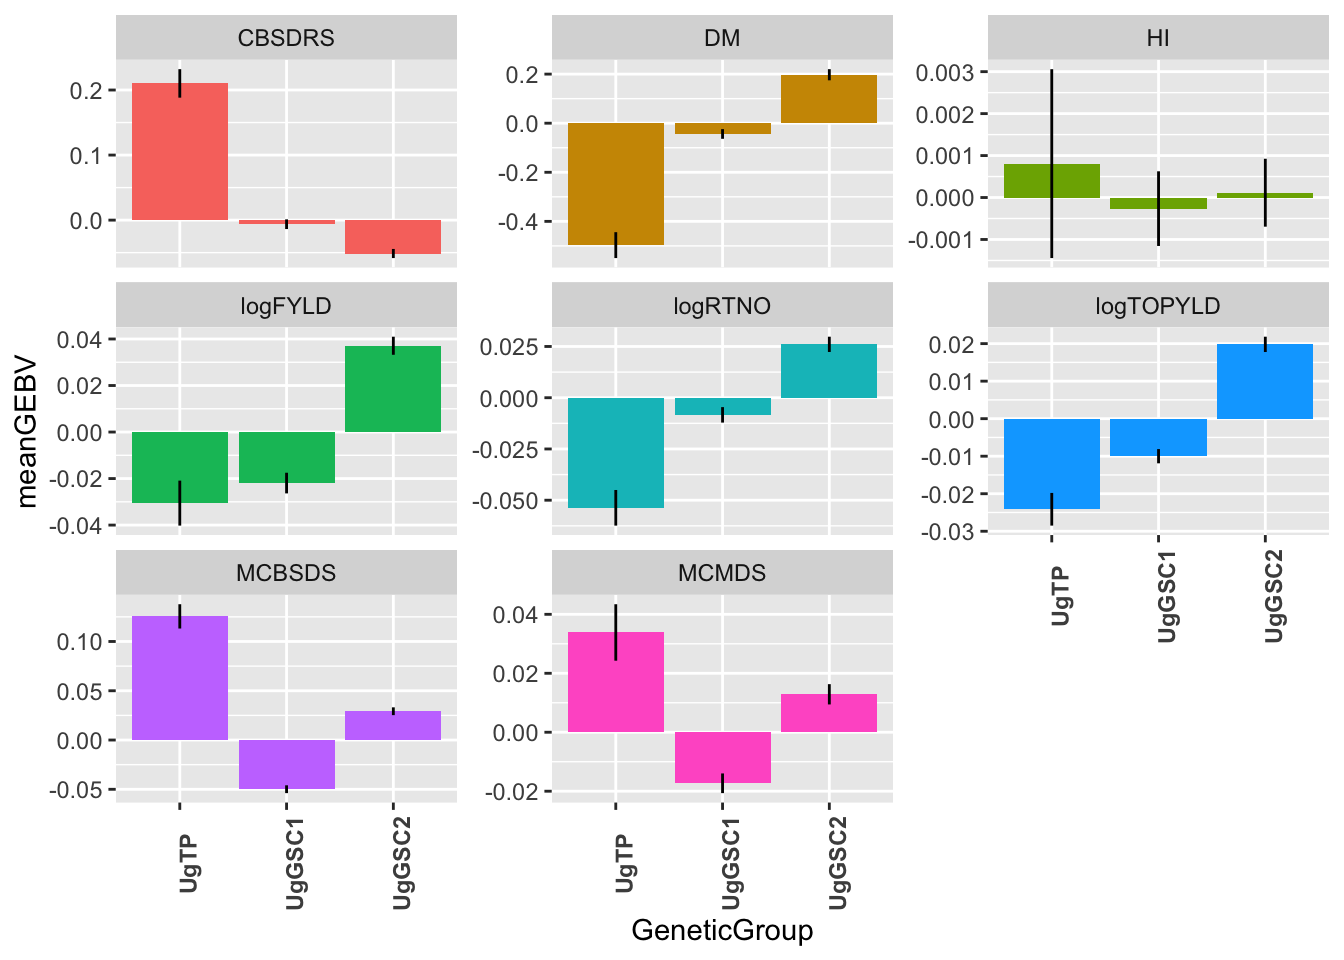 CBSDRS
DM
HI
0.2
0.1
0.0
0.2
0.0
-0.2
-0.4
0.003
0.002
0.001
0.000
-0.001
logFYLD
logRTNO
logTOPYLD
0.04
0.02
0.00
-0.02
-0.04
0.025
0.000
-0.025
-0.050
0.02
0.01
0.00
-0.01
-0.02
-0.03
meanGEBV
MCBSDS
MCMDS
0.10
0.05
0.00
-0.05
0.04
0.02
0.00
-0.02
UgTP
UgGSC1
UgGSC2
UgTP
UgGSC1
UgGSC2
UgTP
UgGSC1
UgGSC2
GeneticGroup